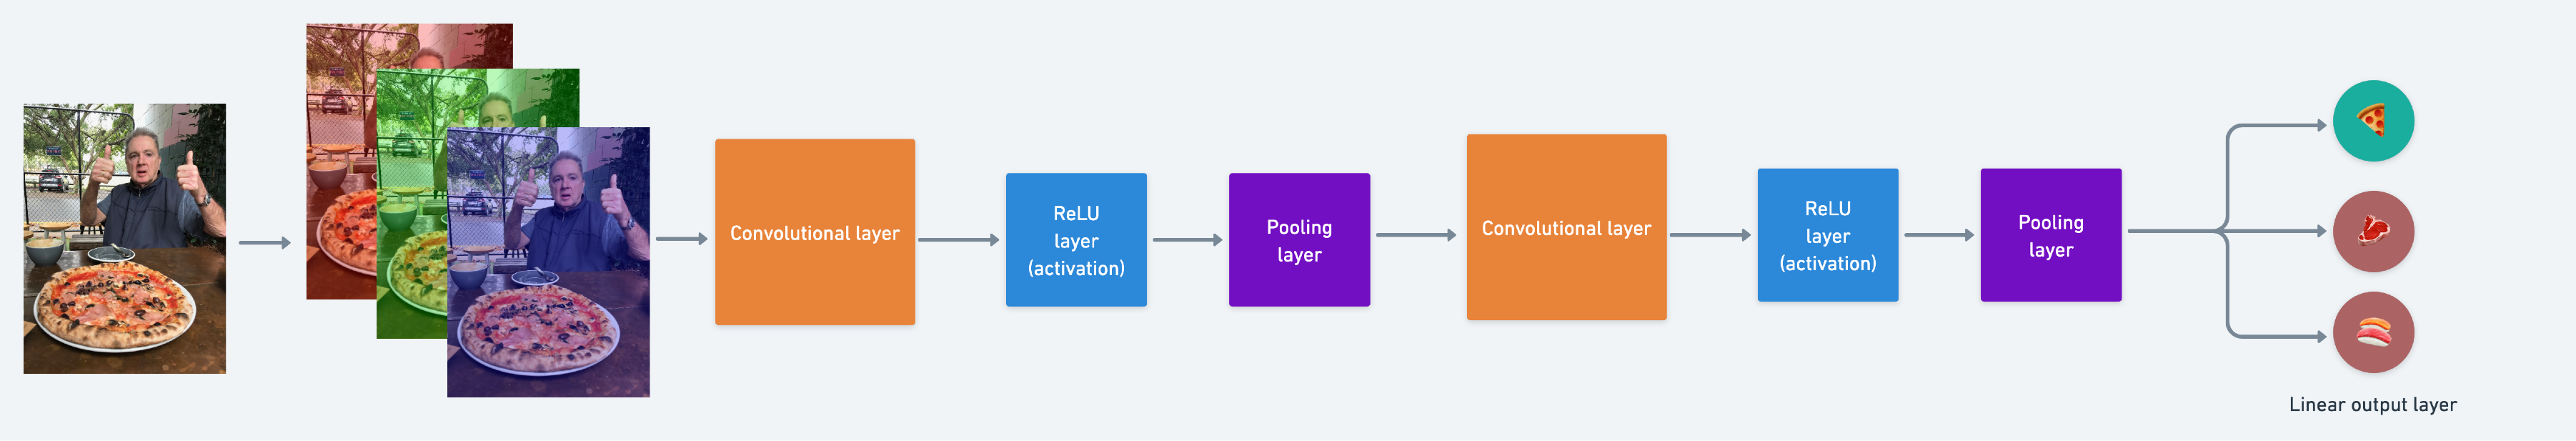 Convolutional layer
ReLU
layer
(activation)
Pooling
layer
Convolutional layer
ReLU
layer
(activation)
Pooling
layer
Linear output layer